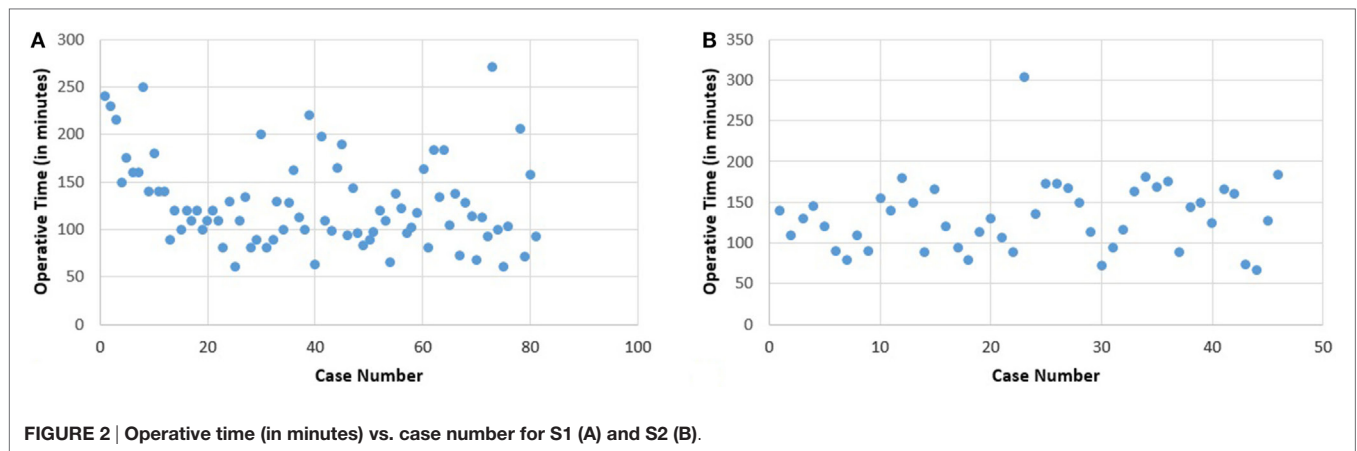 A
Operative Time (in minutes)
300
250
200
150
100
50
0
0 20 40 60 80 100
Case Number
B
Operative Time (in minutes)
350
300
250
200
150
100
50
0
0 10 20 30 40 50
Case Number
FIGURE 2 | Operative time (in minutes) vs. case number for S1 (A) and S2 (B).